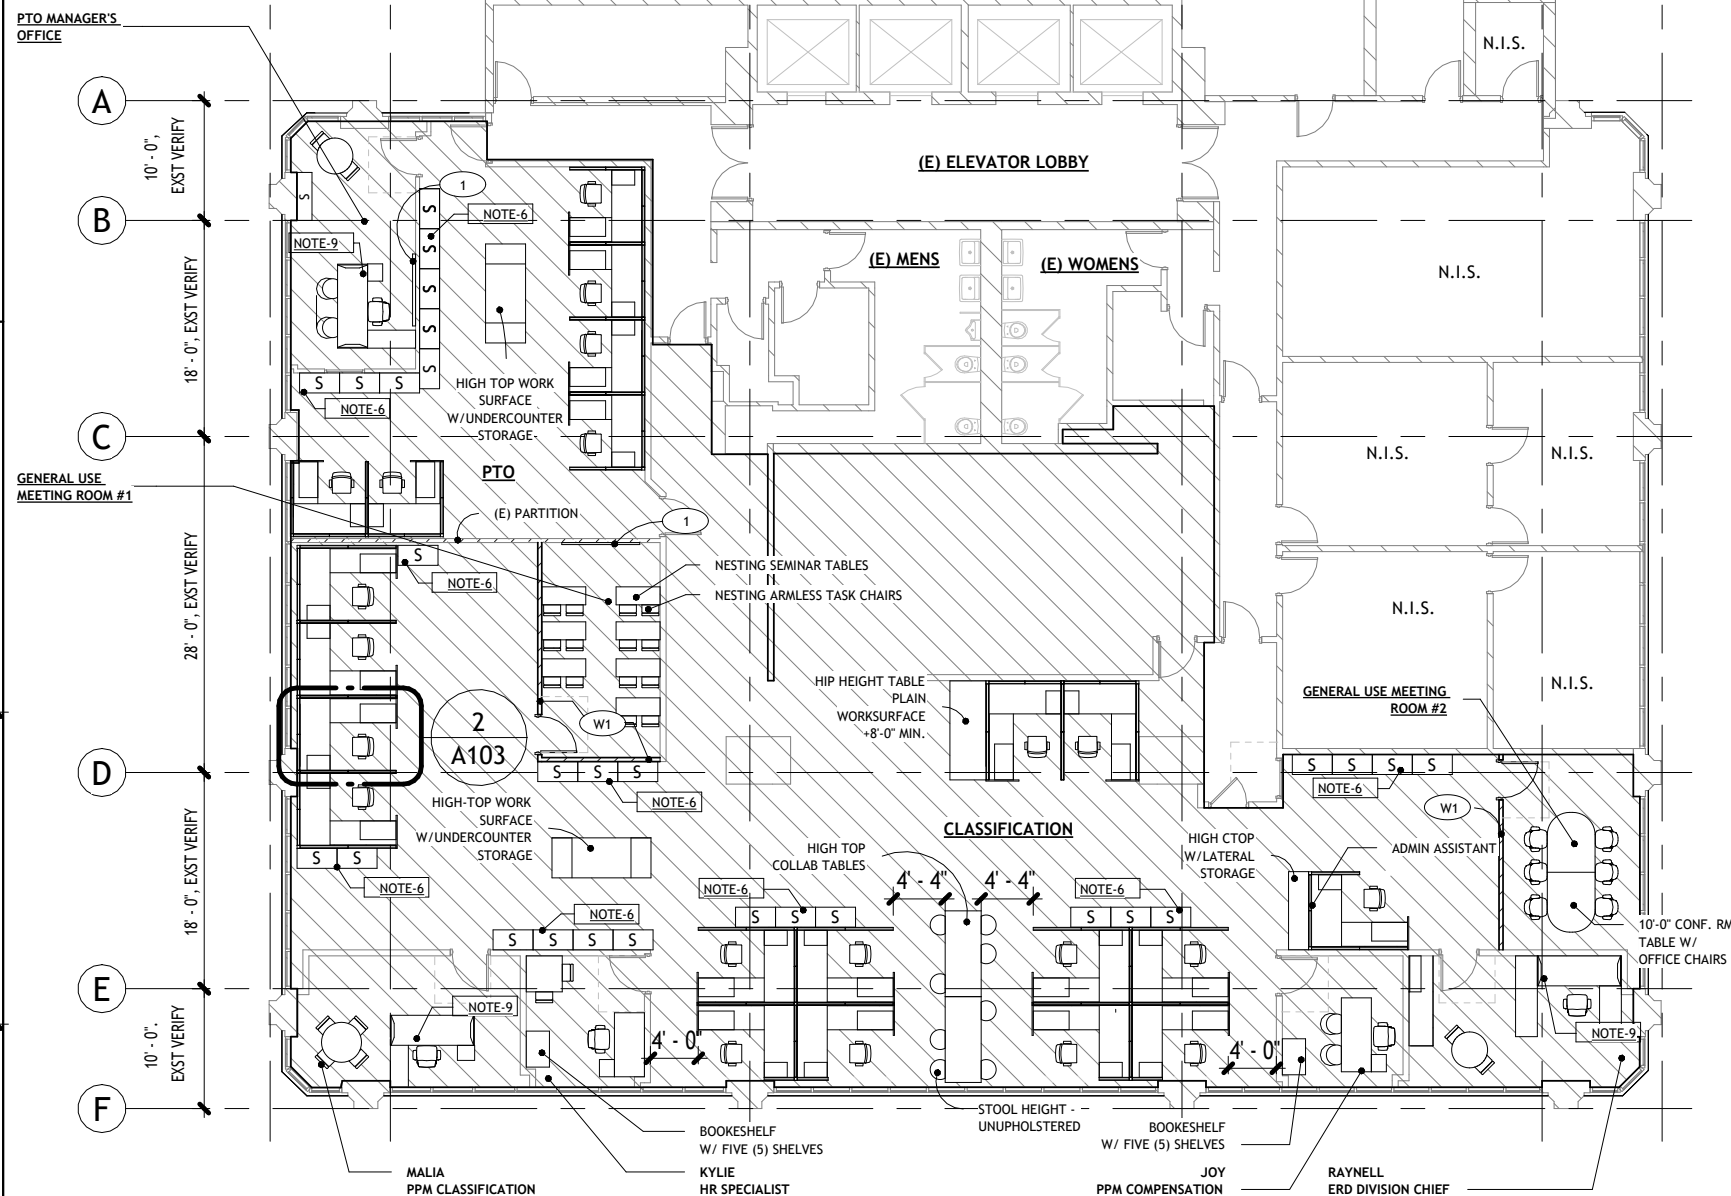 PTO MANAGER'S
OFFICE
A
B
C
D
E
F
10' - 0",
EXST VERIFY
18' - 0", EXST VERIFY
28' - 0", EXST VERIFY
18' - 0", EXST VERIFY
10' - 0".
EXST VERIFY
N.I.S.
(E) ELEVATOR LOBBY
1
S
S
NOTE-6
S
S
S
S
NOTE-9
(E) MENS
(E) WOMENS
N.I.S.
S S S
NOTE-6
HIGH TOP WORK
SURFACE
W/UNDERCOUNTER
STORAGE
PTO
N.I.S.
N.I.S.
GENERAL USE
MEETING ROOM #1
(E) PARTITION
1
S
NOTE-6
NESTING SEMINAR TABLES
NESTING ARMLESS TASK CHAIRS
N.I.S.
N.I.S.
HIP HEIGHT TABLE
PLAIN
WORKSURFACE
+8'-0" MIN.
GENERAL USE MEETING
ROOM #2
2
A103
W1
S S S
NOTE-6
S S S S
NOTE-6
W1
HIGH-TOP WORK
SURFACE
W/UNDERCOUNTER
STORAGE
CLASSIFICATION
HIGH TOP
COLLAB TABLES
HIGH CTOP
W/LATERAL
STORAGE
ADMIN ASSISTANT
S S
NOTE-6
NOTE-6
4' - 4"
4' - 4"
NOTE-6
NOTE-6
S S S S
S S S
S S S
10'-0" CONF. RM
TABLE W/
OFFICE CHAIRS
NOTE-9
NOTE-9
4' - 0"
4' - 0"
STOOL HEIGHT -
UNUPHOLSTERED
BOOKESHELF
W/ FIVE (5) SHELVES
BOOKESHELF
W/ FIVE (5) SHELVES
MALIA
PPM CLASSIFICATION
KYLIE
HR SPECIALIST
JOY
PPM COMPENSATION
RAYNELL
ERD DIVISION CHIEF